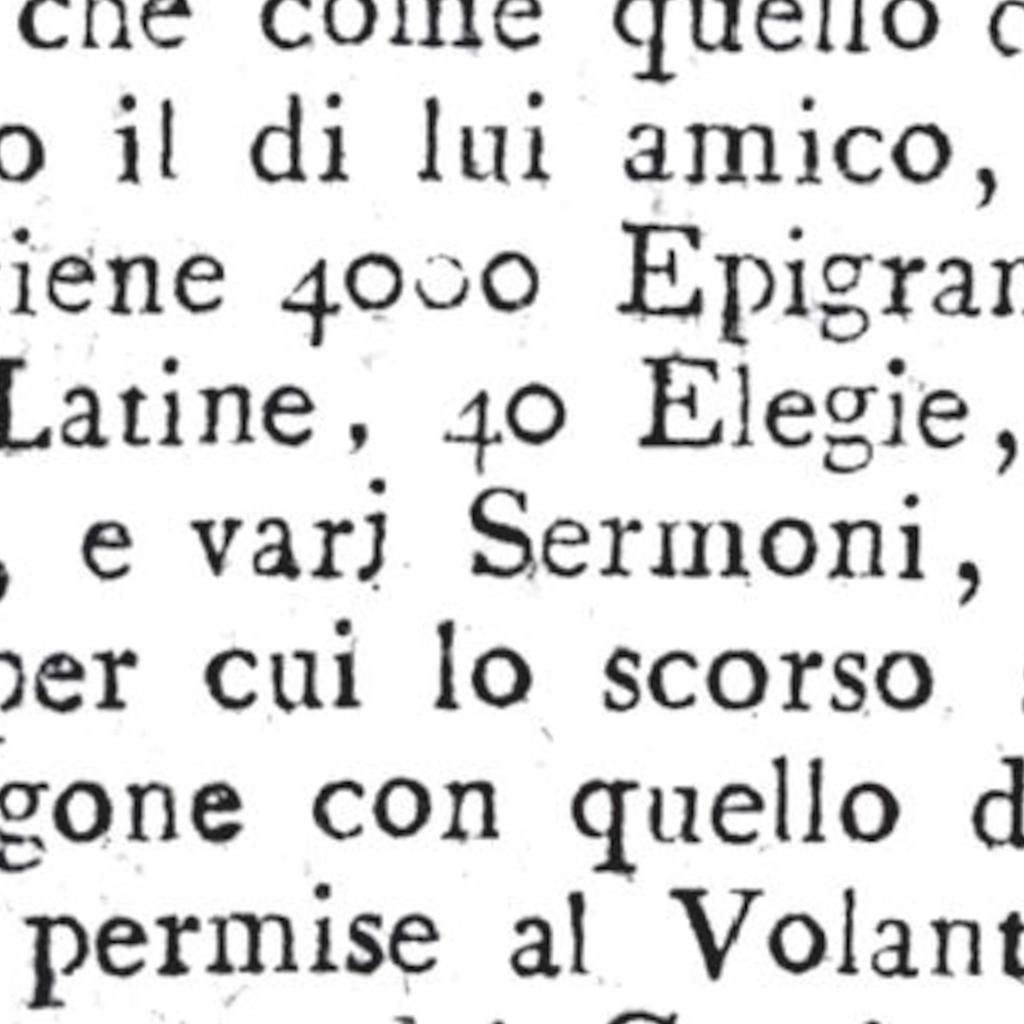 che come quello
o il di lui amico,
iene 4000 Epigram
Latine, 40 Elegie,
, e varj Sermoni,
per cui lo scorso
gone con quello d
permise al Volant